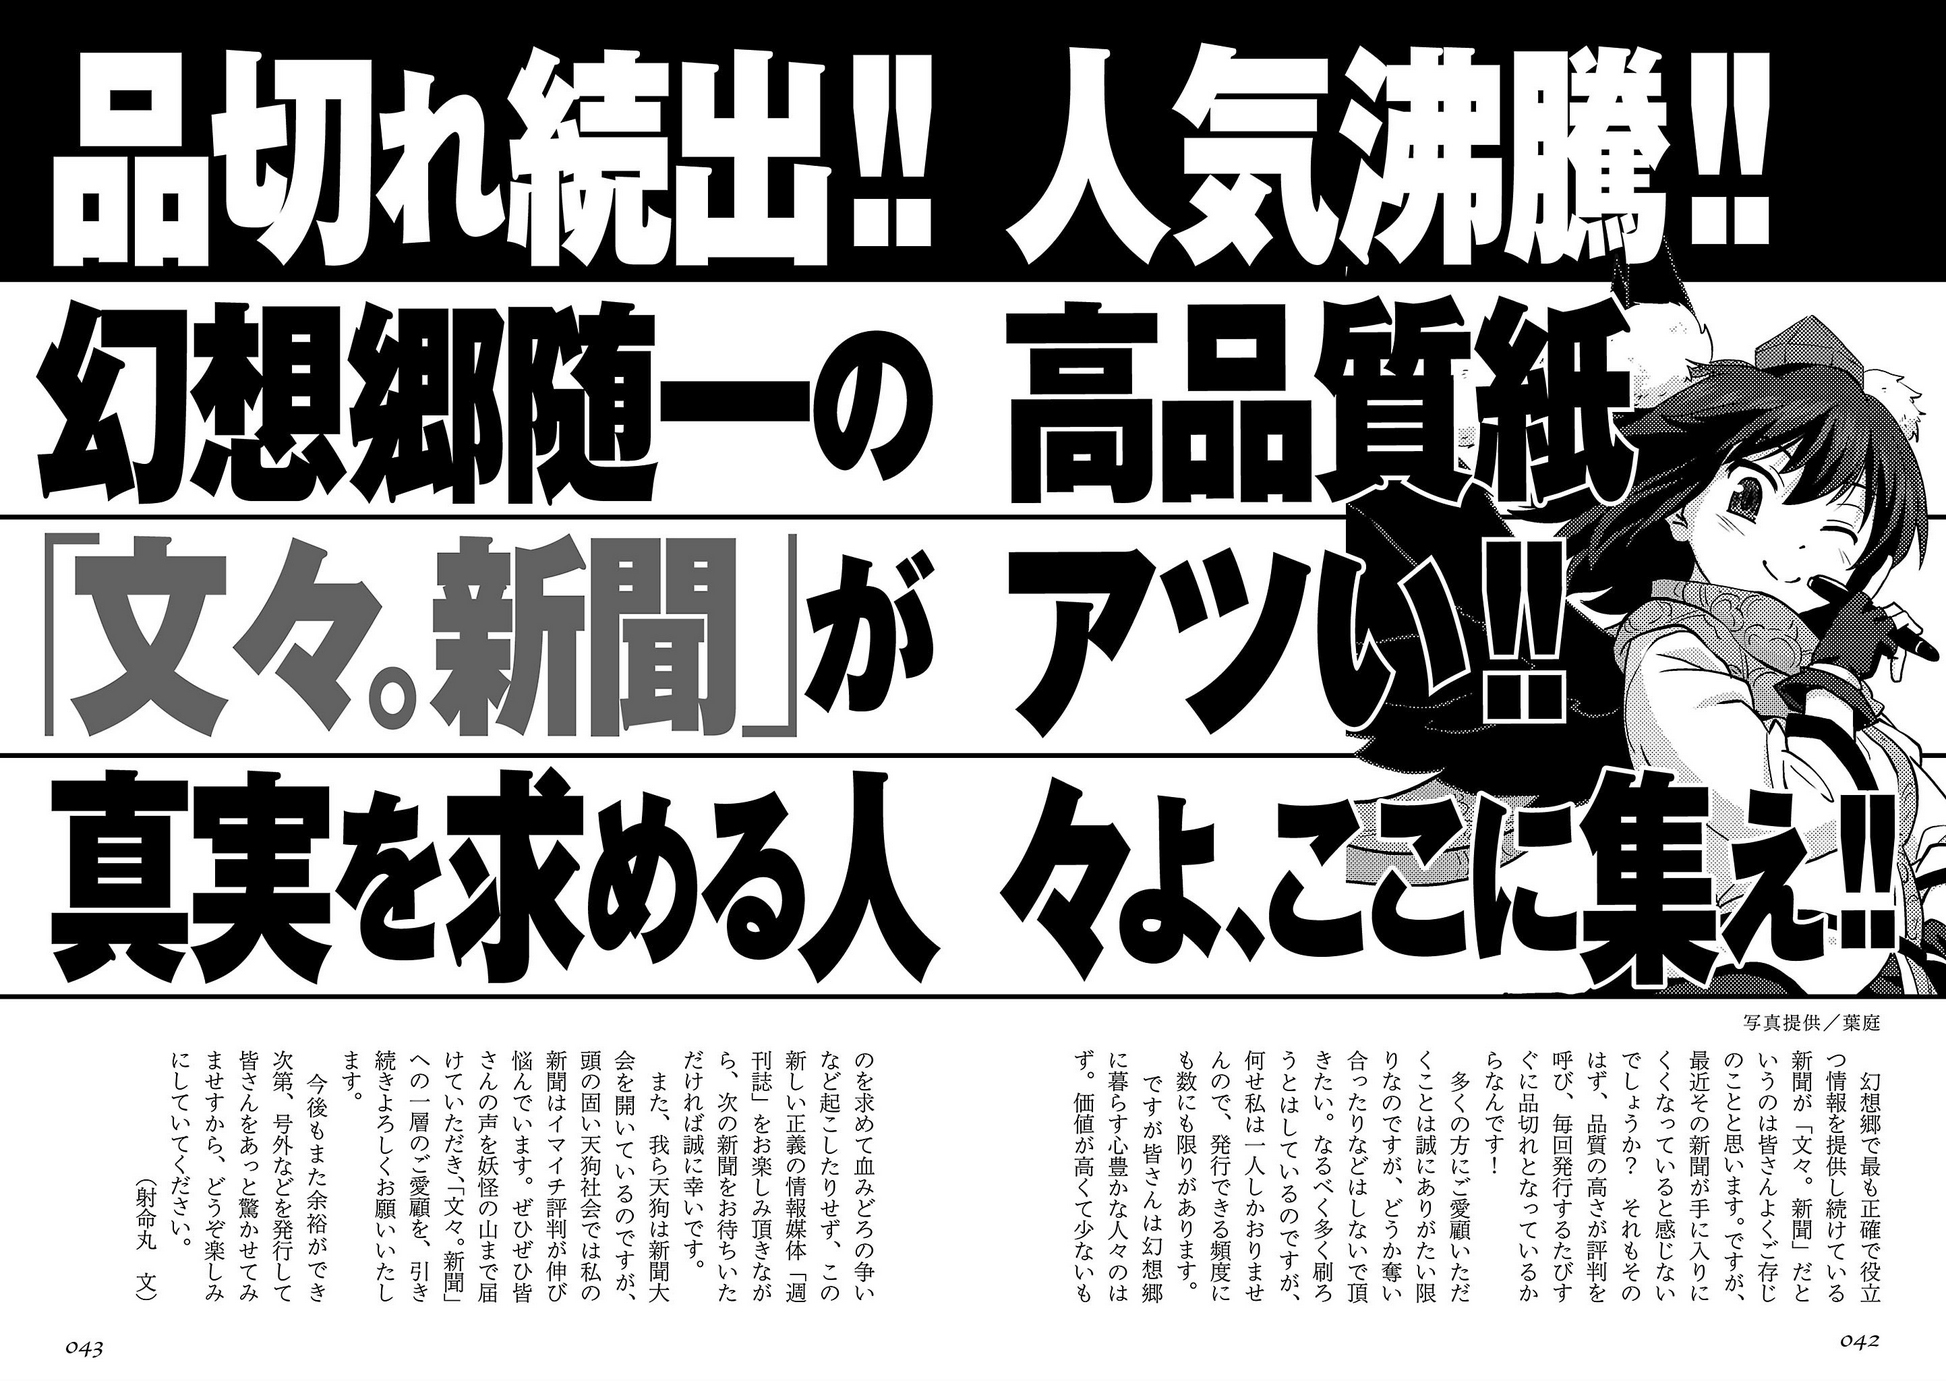 品切れ続出!! 人気沸騰!!
幻想郷随一の 高品質紙
「文々。新聞」が アツい!!
真実を求める人 々よ、ここに集え!!
写真提供／葉庭
　幻想郷で最も正確で役立
つ情報を提供し続けている
新聞が「文々。新聞」だと
いうのは皆さんよくご存じ
のことと思います。ですが、
最近その新聞が手に入りに
くくなっていると感じない
でしょうか？　それもその
はず、品質の高さが評判を
呼び、毎回発行するたびす
ぐに品切れとなっているか
らなんです！
　多くの方にご愛顧いただ
くことは誠にありがたい限
りなのですが、どうか奪い
合ったりなどはしないで頂
きたい。なるべく多く刷ろ
うとはしているのですが、
何せ私は一人しかおりませ
んので、発行できる頻度に
も数にも限りがあります。
　ですが皆さんは幻想郷
に暮らす心豊かな人々のは
ず。価値が高くて少ないも
のを求めて血みどろの争い
など起こしたりせず、この
新しい正義の情報媒体「週
刊誌」をお楽しみ頂きなが
ら、次の新聞をお待ちいた
だければ誠に幸いです。
　また、我ら天狗は新聞大
会を開いているのですが、
頭の固い天狗社会では私の
新聞はイマイチ評判が伸び
悩んでいます。ぜひぜひ皆
さんの声を妖怪の山まで届
けていただき、「文々。新聞」
への一層のご愛顧を、引き
続きよろしくお願いいたし
ます。
　今後もまた余裕ができ
次第、号外などを発行して
皆さんをあっと驚かせてみ
ませすから、どうぞ楽しみ
にしていてください。
（射命丸　文）
043
042